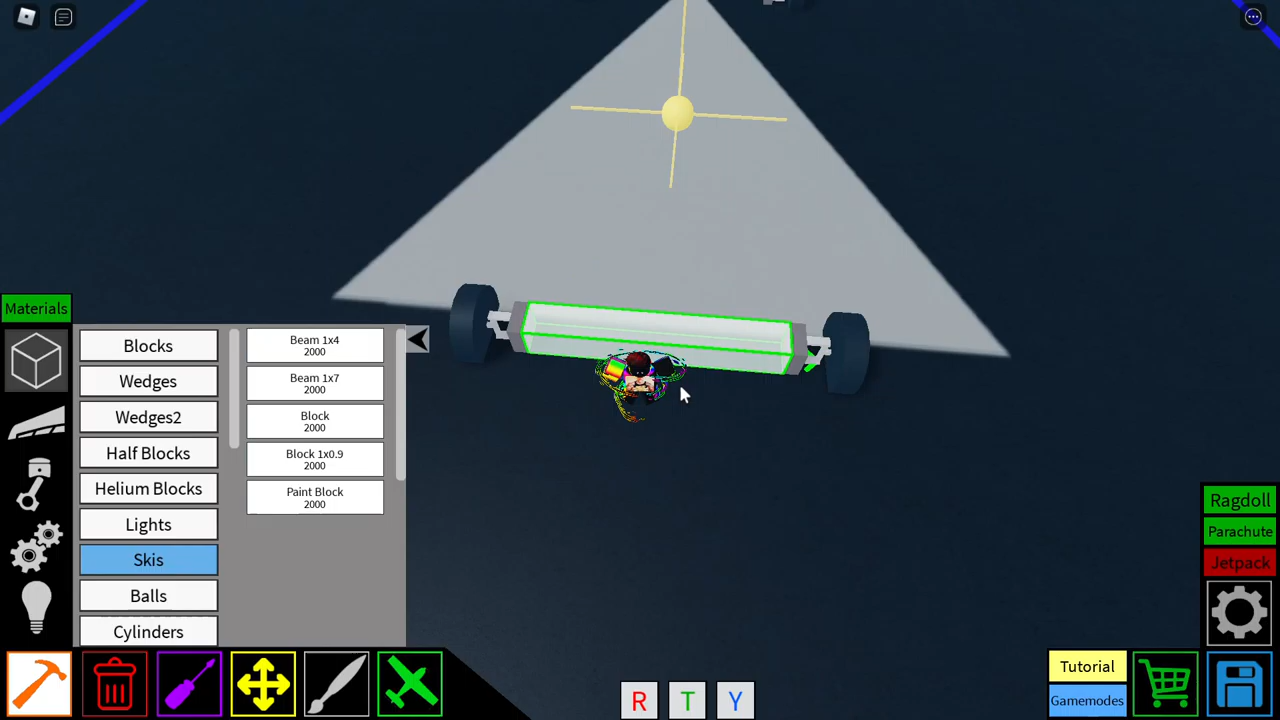 Materials
Blocks
Wedges
Wedges2
Half Blocks
Helium Blocks
Lights
Skis
Balls
Cylinders
Beam 1x4
2000
Beam 1x7
2000
Block
2000
Block 1x0.9
2000
Paint Block
2000
Ragdoll
Parachute
Jetpack
Tutorial
Gamemodes
R T Y